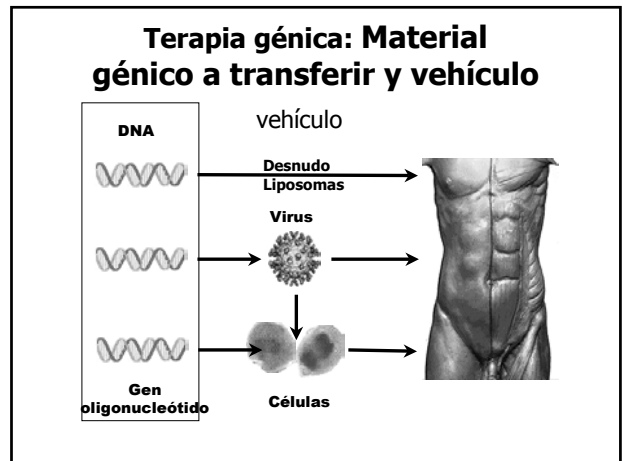 Terapia génica: Material
génico a transferir y vehículo
DNA
vehículo
Desnudo
Liposomas
Virus
Gen
oligonucleótido
Células